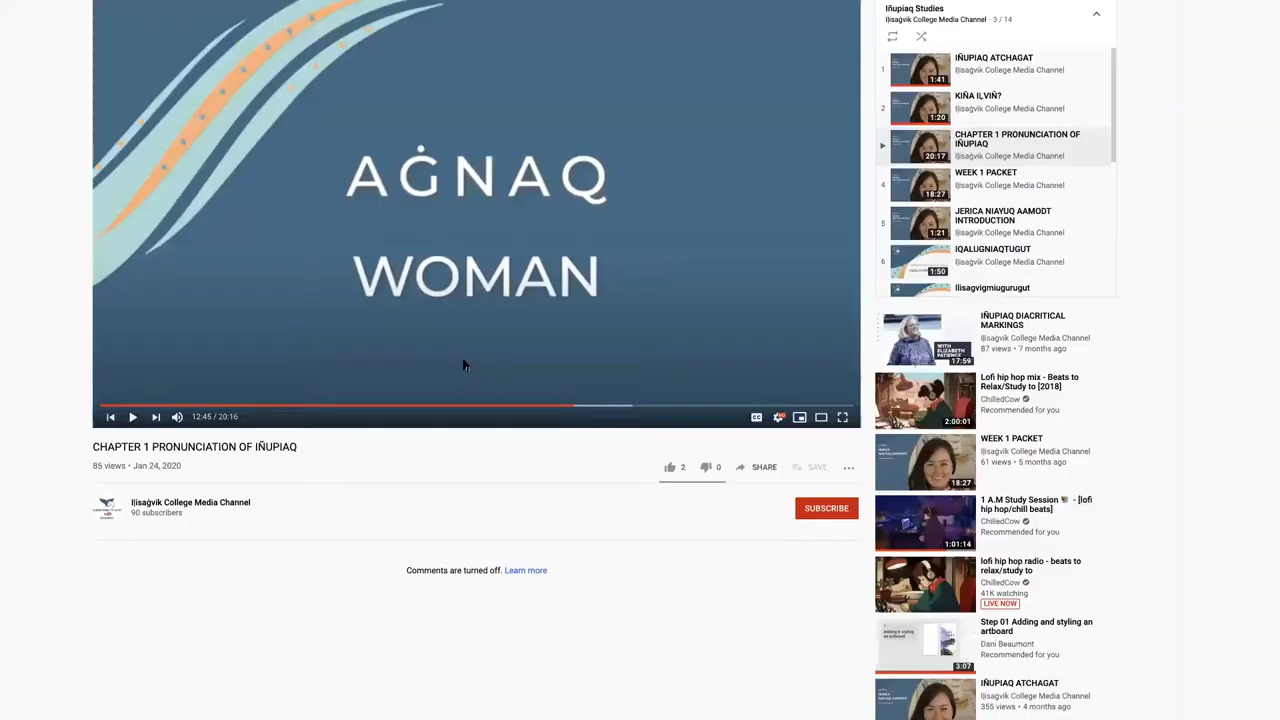 AĠNAQ
WOMAN
12:45 / 20:16
CHAPTER 1 PRONUNCIATION OF IÑUPIAQ
85 views • Jan 24, 2020
2
0
SHARE
SAVE
Iḷisaġvik College Media Channel
90 subscribers
SUBSCRIBE
Comments are turned off. Learn more
Iñupiaq Studies
Iḷisaġvik College Media Channel - 3 / 14
1
1:41
IÑUPIAQ ATCHAGAT
Iḷisaġvik College Media Channel
2
1:20
KIÑA IḶVIÑ?
Iḷisaġvik College Media Channel
20:17
CHAPTER 1 PRONUNCIATION OF
IÑUPIAQ
Iḷisaġvik College Media Channel
4
18:27
WEEK 1 PACKET
Iḷisaġvik College Media Channel
5
1:21
JERICA NIAYUQ AAMODT
INTRODUCTION
Iḷisaġvik College Media Channel
6
1:50
IQALUGNIAQTUGUT
Iḷisaġvik College Media Channel
Ilisagvigmiugurugut
IÑUPIAQ DIACRITICAL
MARKINGS
Iḷisaġvik College Media Channel
87 views • 7 months ago
WITH
ELIZABETH
PATIENCE
17:59
Lofi hip hop mix - Beats to
Relax/Study to [2018]
ChilledCow
Recommended for you
2:00:01
WEEK 1 PACKET
Iḷisaġvik College Media Channel
61 views • 5 months ago
18:27
1 A.M Study Session 📚 - [lofi
hip hop/chill beats]
ChilledCow
Recommended for you
1:01:14
lofi hip hop radio - beats to
relax/study to
ChilledCow
41K watching
LIVE NOW
Step 01 Adding and styling an
artboard
Dani Beaumont
Recommended for you
Adding & styling
an artboard
3:07
IÑUPIAQ ATCHAGAT
Iḷisaġvik College Media Channel
355 views • 4 months ago